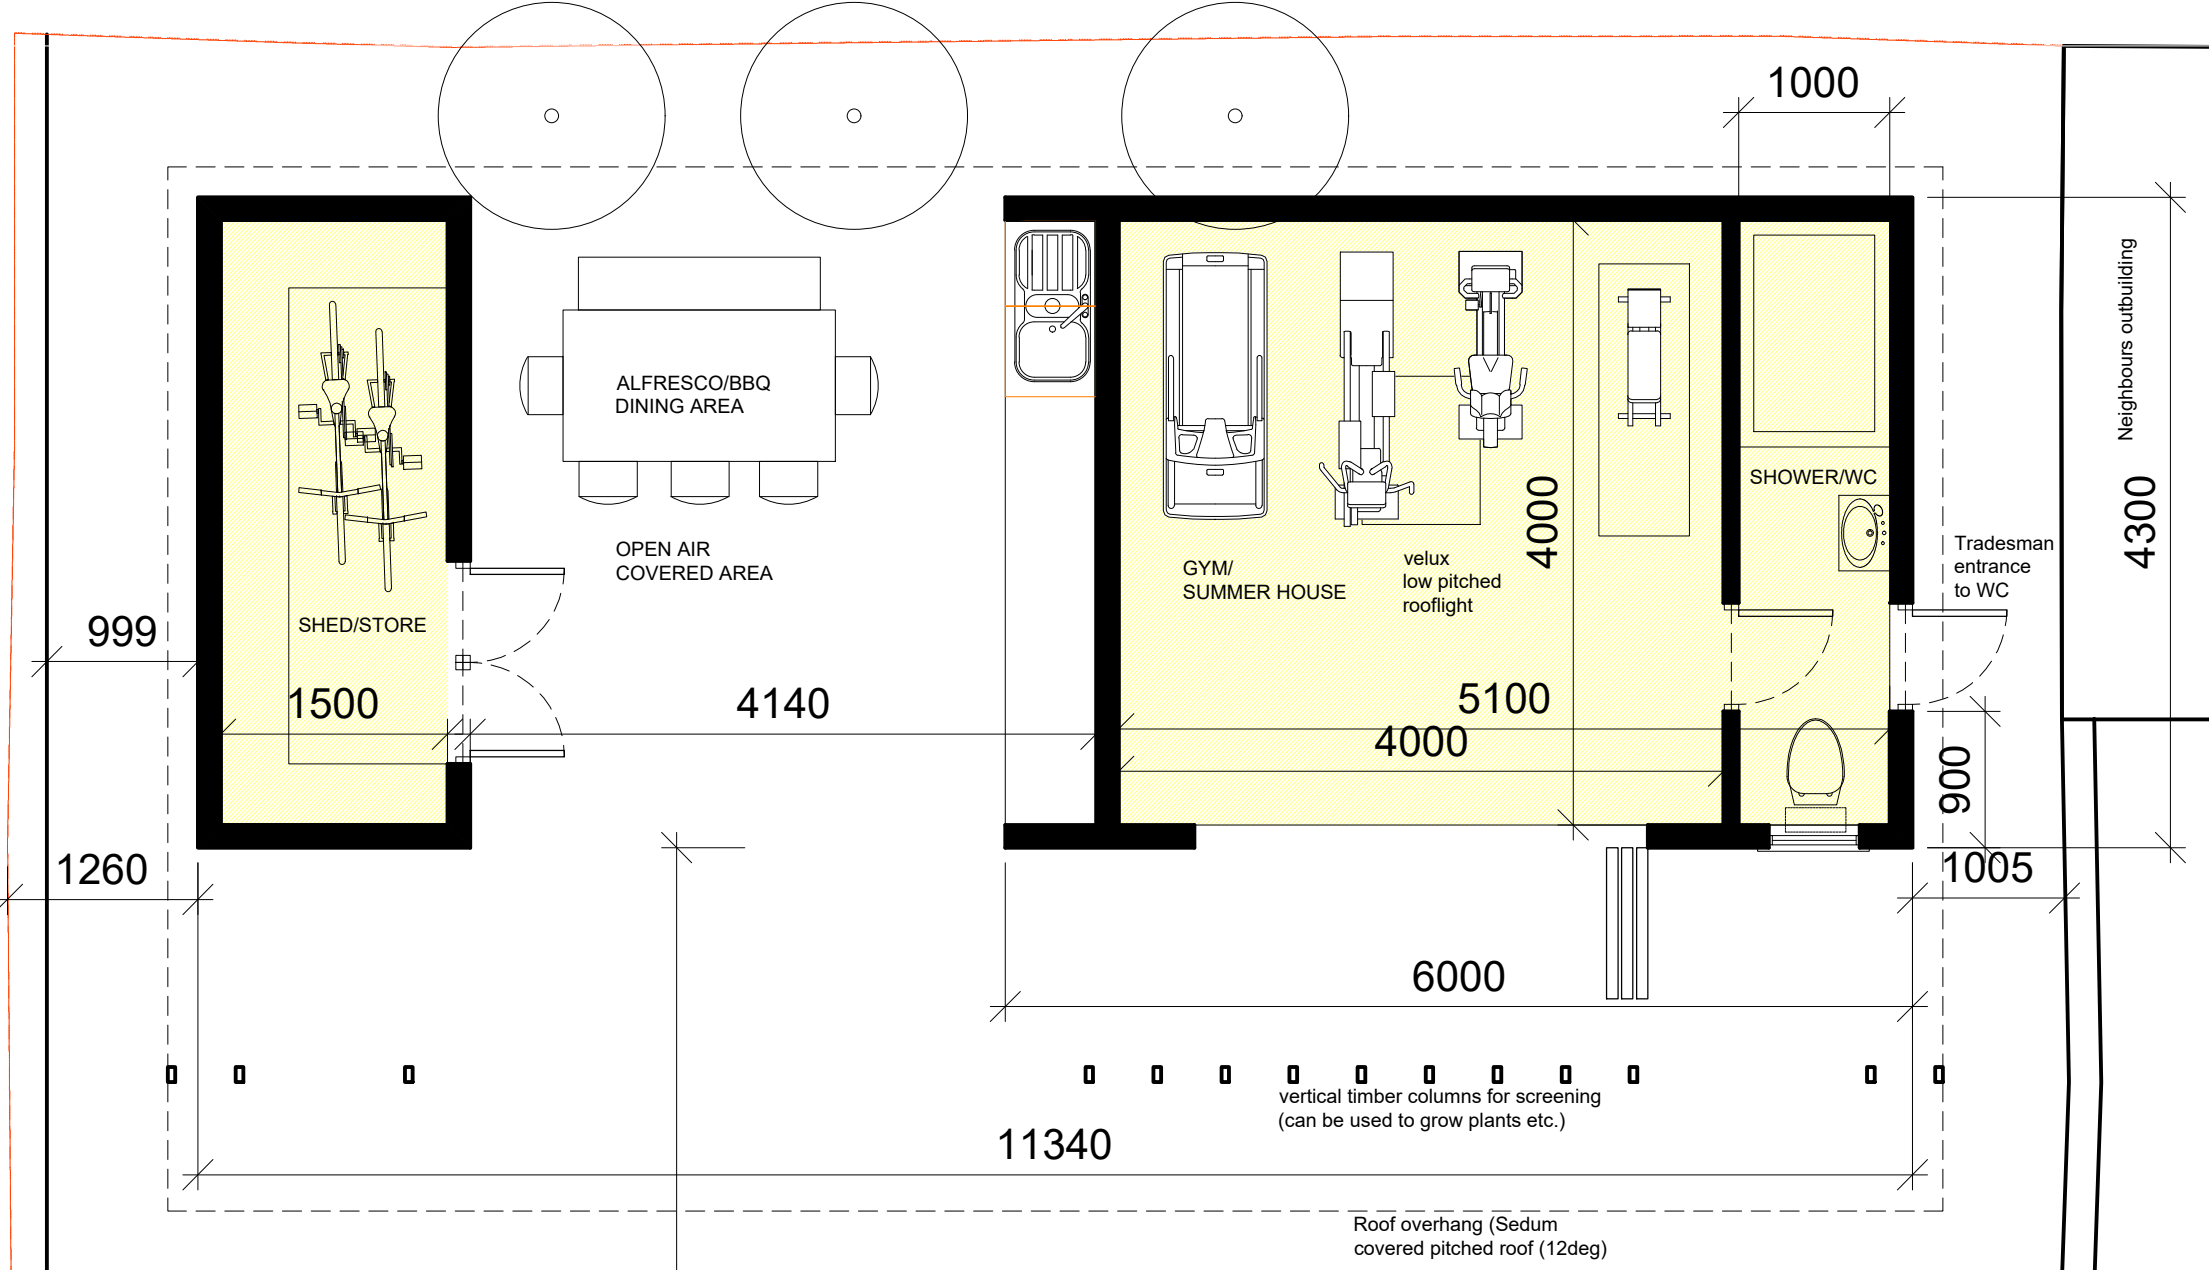 1000
Neighbours outbuilding
ALFRESCO/BBQ
DINING AREA
SHOWER/WC
4000
4300
OPEN AIR
COVERED AREA
GYM/
SUMMER HOUSE
velux
low pitched
rooflight
Tradesman
entrance
to WC
SHED/STORE
999
1500
4140
5100
4000
900
1260
1005
6000
vertical timber columns for screening
(can be used to grow plants etc.)
11340
Roof overhang (Sedum
covered pitched roof (12deg)